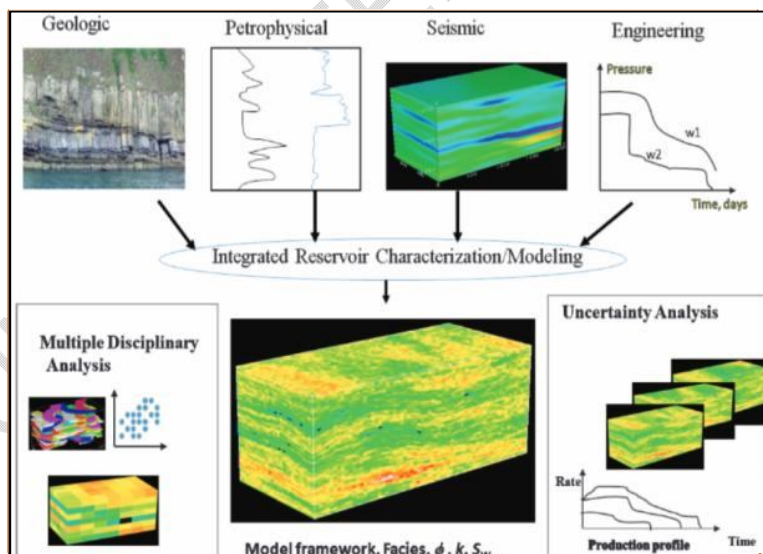 Geologic
Petrophysical
Seismic
Engineering
Pressure
w1
w2
Time, days
Integrated Reservoir Characterization/Modeling
Multiple Disciplinary
Analysis
Uncertainty Analysis
Rate
Time
Production profile
Model framework, Facies, ϕ, k, S